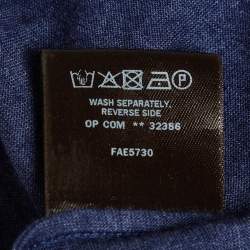 P
WASH SEPARATELY,
REVERSE SIDE
OP COM ** 32386
FAE5730